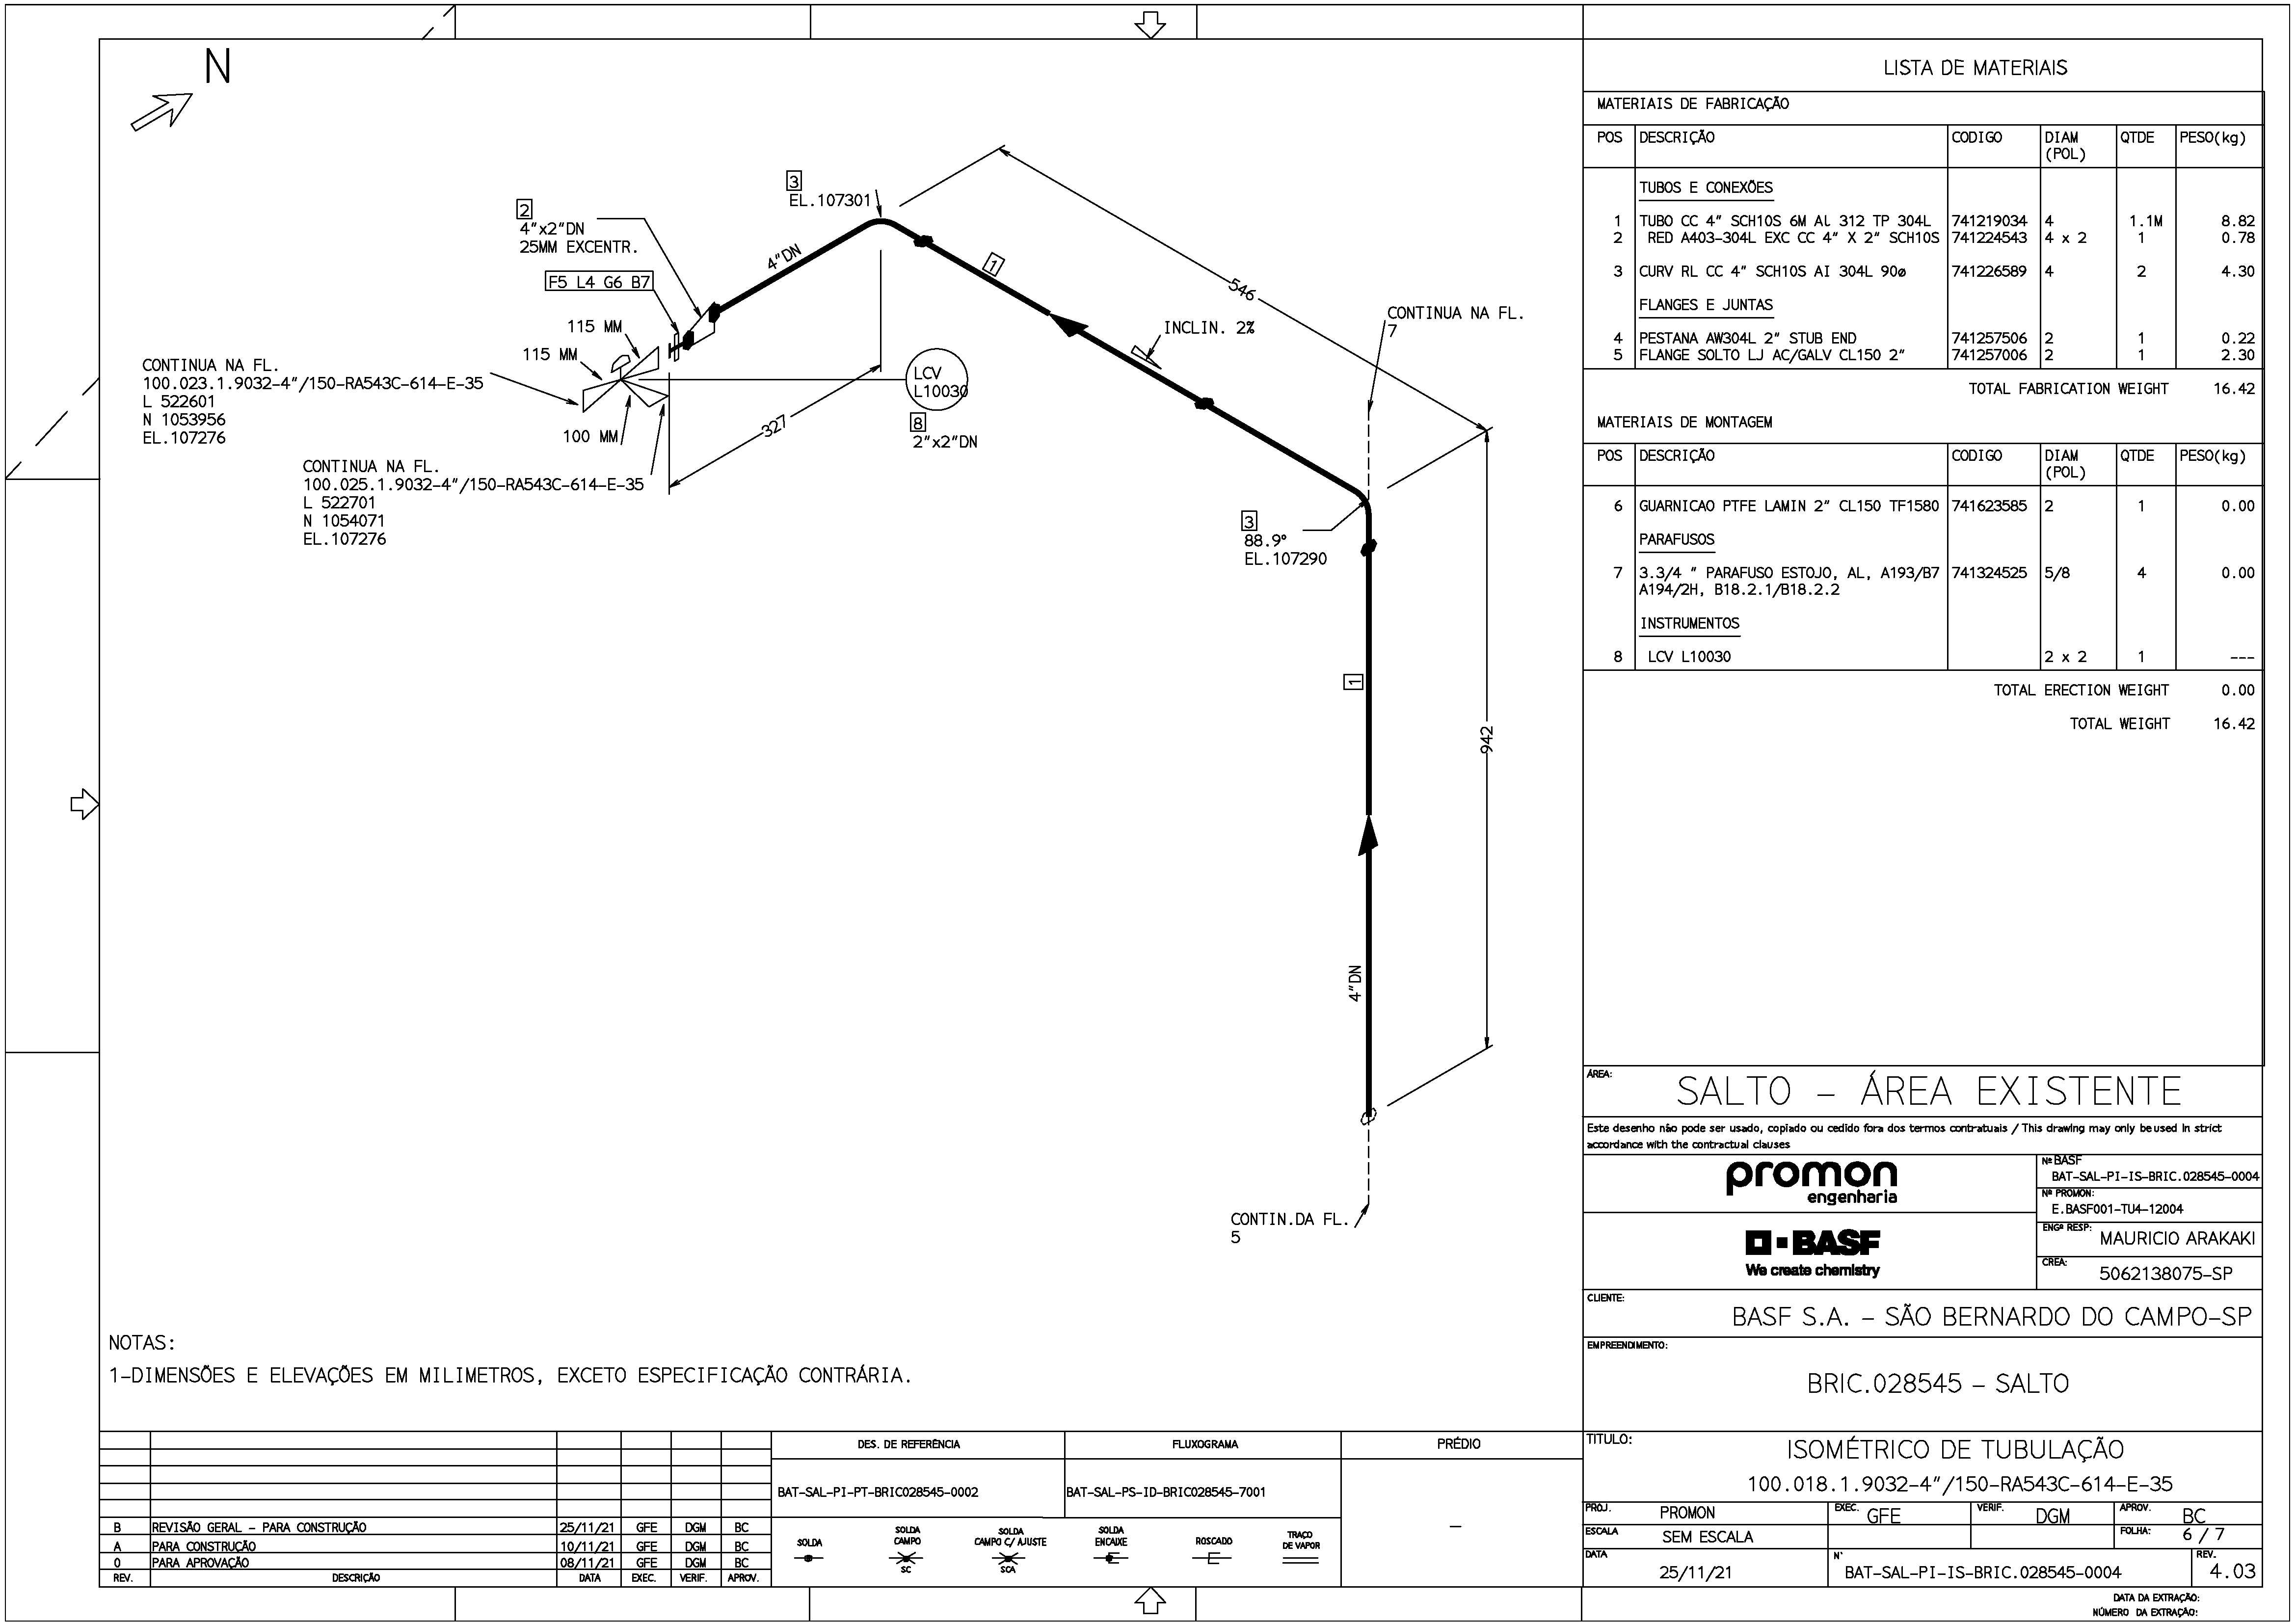 N
3
EL.107301
2
4"x2"DN
25MM EXCENTR.
4"DN
F5 L4 G6 B7
1
546
INCLIN. 2%
CONTINUA NA FL.
7
115 MM
115 MM
CONTINUA NA FL.
100.023.1.9032-4"/150-RA543C-614-E-35
L 522601
N 1053956
EL.107276
LCV
L10030
8
2"x2"DN
327
100 MM
CONTINUA NA FL.
100.025.1.9032-4"/150-RA543C-614-E-35
L 522701
N 1054071
EL.107276
3
88.9°
EL.107290
1
942
4"DN
CONTIN.DA FL.
5
NOTAS:
1-DIMENSÕES E ELEVAÇÕES EM MILIMETROS, EXCETO ESPECIFICAÇÃO CONTRÁRIA.
LISTA DE MATERIAIS
MATERIAIS DE FABRICAÇÃO
POS DESCRIÇÃO CODIGO DIAM (POL) QTDE PESO(kg)
TUBOS E CONEXÕES
1 TUBO CC 4" SCH10S 6M Al 312 TP 304L 741219034 4 1.1M 8.82
2 RED A403-304L EXC CC 4" X 2" SCH10S 741224543 4 x 2 1 0.78
3 CURV RL CC 4" SCH10S AI 304L 90ø 741226589 4 2 4.30
FLANGES E JUNTAS
4 PESTANA AW304L 2" STUB END 741257506 2 1 0.22
5 FLANGE SOLTO LJ AC/GALV CL150 2" 741257006 2 1 2.30
TOTAL FABRICATION WEIGHT 16.42
MATERIAIS DE MONTAGEM
POS DESCRIÇÃO CODIGO DIAM (POL) QTDE PESO(kg)
6 GUARNICAO PTFE LAMIN 2" CL150 TF1580 741623585 2 1 0.00
PARAFUSOS
7 3.3/4 " PARAFUSO ESTOJO, AL, A193/B7 741324525 5/8 4 0.00
A194/2H, B18.2.1/B18.2.2
INSTRUMENTOS
8 LCV L10030 2 x 2 1 ---
TOTAL ERECTION WEIGHT 0.00
TOTAL WEIGHT 16.42
ÁREA:
SALTO - ÁREA EXISTENTE
Este desenho não pode ser usado, copiado ou cedido fora dos termos contratuais / This drawing may only be used in strict
accordance with the contractual clauses
promon
engenharia
Nº BASF
BAT-SAL-PI-IS-BRIC.028545-0004
Nº PROMON:
E.BASF001-TU4-12004
BASF
We create chemistry
ENGº RESP:
MAURICIO ARAKAKI
CREA:
5062138075-SP
CLIENTE:
BASF S.A. - SÃO BERNARDO DO CAMPO-SP
EMPREENDIMENTO:
BRIC.028545 - SALTO
TITULO:
ISOMÉTRICO DE TUBULAÇÃO
100.018.1.9032-4"/150-RA543C-614-E-35
PROJ. PROMON EXEC. GFE VERIF. DGM APROV. BC
ESCALA SEM ESCALA FOLHA: 6 / 7
DATA 25/11/21 N° BAT-SAL-PI-IS-BRIC.028545-0004 REV. 4.03
DATA DA EXTRAÇÃO:
NÚMERO DA EXTRAÇÃO:
B REVISÃO GERAL - PARA CONSTRUÇÃO 25/11/21 GFE DGM BC
A PARA CONSTRUÇÃO 10/11/21 GFE DGM BC
0 PARA APROVAÇÃO 08/11/21 GFE DGM BC
REV. DESCRIÇÃO DATA EXEC. VERIF. APROV.
DES. DE REFERÊNCIA FLUXOGRAMA PRÉDIO
BAT-SAL-PI-PT-BRIC028545-0002 BAT-SAL-PS-ID-BRIC028545-7001 -
SOLDA
SOLDA CAMPO
SC
SOLDA CAMPO C/ AJUSTE
SCA
SOLDA ENCAIXE
ROSCADO
TRAÇO DE VAPOR